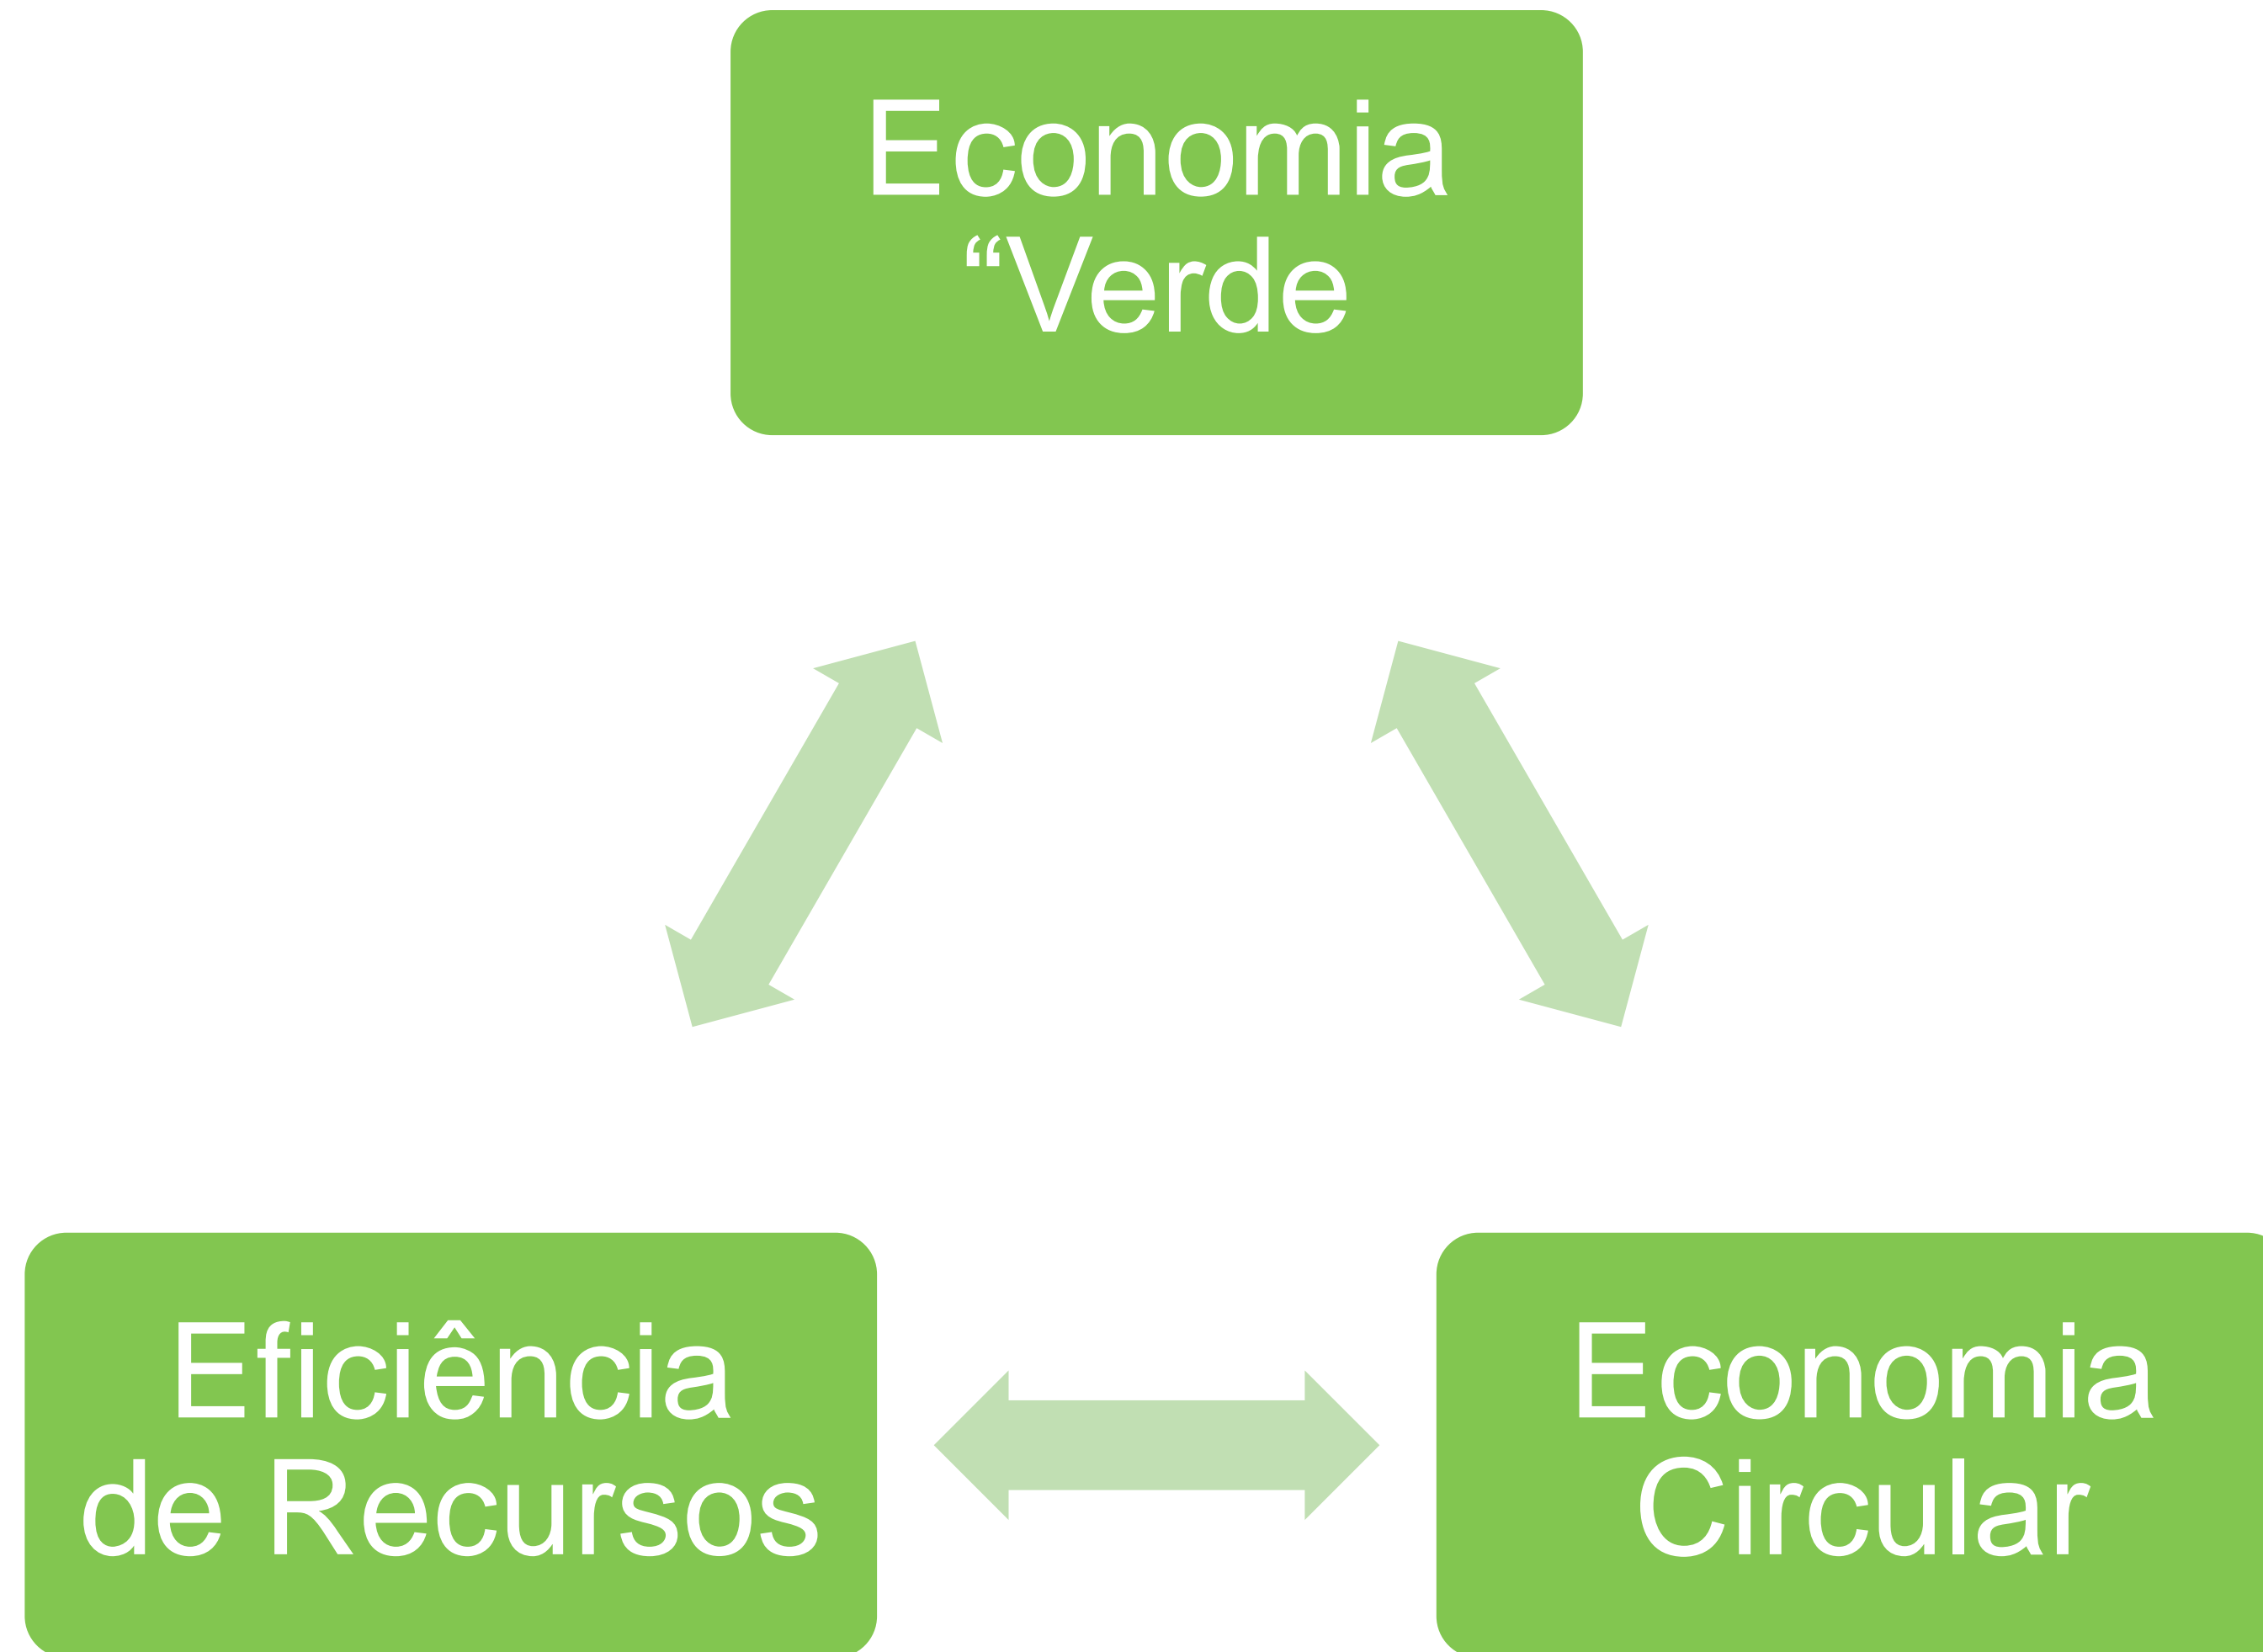 Economia
“Verde
Eficiência
de Recursos
Economia
Circular